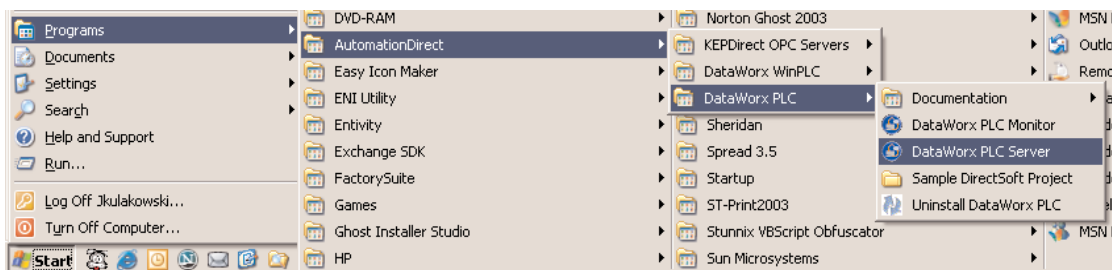 Programs
Documents
Settings
Search
Help and Support
Run...
Log Off Jkulakowski...
Turn Off Computer...
Start
DVD-RAM
AutomationDirect
Easy Icon Maker
ENI Utility
Entivity
Exchange SDK
FactorySuite
Games
Ghost Installer Studio
HP
Norton Ghost 2003
KEPDirect OPC Servers
DataWorx WinPLC
DataWorx PLC
Sheridan
Spread 3.5
Startup
ST-Print2003
Stunnix VBScript Obfuscator
Sun Microsystems
Documentation
DataWorx PLC Monitor
DataWorx PLC Server
Sample DirectSoft Project
Uninstall DataWorx PLC
MSN
Outlo
Remo
MSN